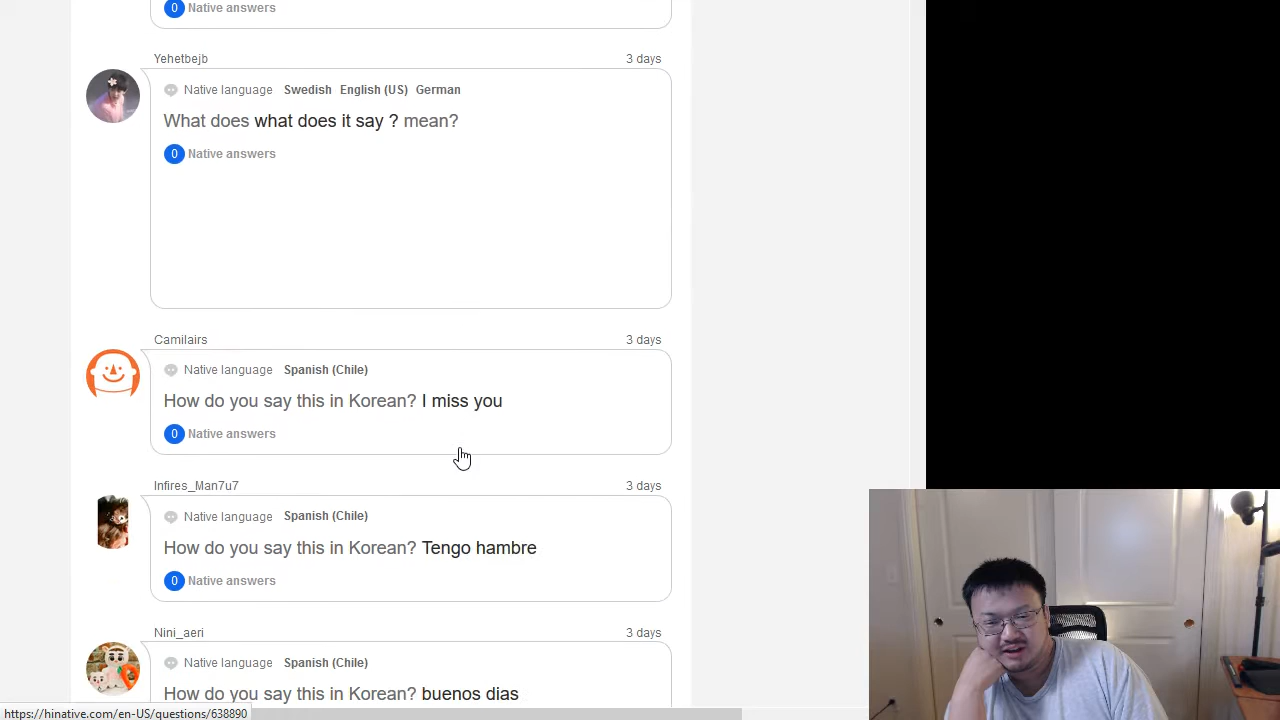 0 Native answers
Yehetbejb 3 days
Native language Swedish English (US) German
What does what does it say ? mean?
0 Native answers
Camilairs 3 days
Native language Spanish (Chile)
How do you say this in Korean? I miss you
0 Native answers
Infires_Man7u7 3 days
Native language Spanish (Chile)
How do you say this in Korean? Tengo hambre
0 Native answers
Nini_aeri 3 days
Native language Spanish (Chile)
How do you say this in Korean? buenos dias
https://hinative.com/en-US/questions/638890